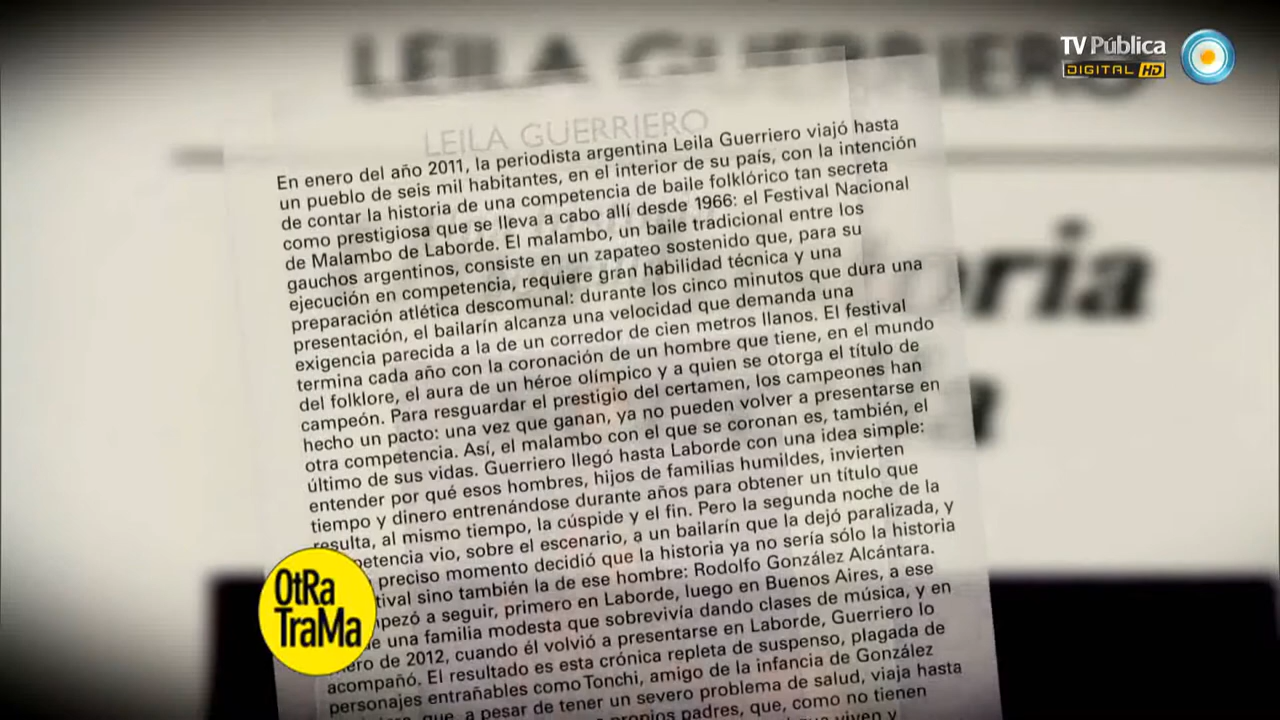 LEILA GUERRIERO
TV Pública
DIGITAL HD
LEILA GUERRIERO
En enero del año 2011, la periodista argentina Leila Guerriero viajó hasta
un pueblo de seis mil habitantes, en el interior de su país, con la intención
de contar la historia de una competencia de baile folklórico tan secreta
como prestigiosa que se lleva a cabo allí desde 1966: el Festival Nacional
de Malambo de Laborde. El malambo, un baile tradicional entre los
gauchos argentinos, consiste en un zapateo sostenido que, para su
ejecución en competencia, requiere gran habilidad técnica y una
preparación atlética descomunal: durante los cinco minutos que dura una
presentación, el bailarín alcanza una velocidad que demanda una
exigencia parecida a la de un corredor de cien metros llanos. El festival
termina cada año con la coronación de un hombre que tiene, en el mundo
del folklore, el aura de un héroe olímpico y a quien se otorga el título de
campeón. Para resguardar el prestigio del certamen, los campeones han
hecho un pacto: una vez que ganan, ya no pueden volver a presentarse en
otra competencia. Así, el malambo con el que se coronan es, también, el
último de sus vidas. Guerriero llegó hasta Laborde con una idea simple:
entender por qué esos hombres, hijos de familias humildes, invierten
tiempo y dinero entrenándose durante años para obtener un título que
resulta, al mismo tiempo, la cúspide y el fin. Pero la segunda noche de la
petencia vio, sobre el escenario, a un bailarín que la dejó paralizada, y
preciso momento decidió que la historia ya no sería sólo la historia
tival sino también la de ese hombre: Rodolfo González Alcántara.
pezó a seguir, primero en Laborde, luego en Buenos Aires, a ese
e una familia modesta que sobrevivía dando clases de música, y en
ero de 2012, cuando él volvió a presentarse en Laborde, Guerriero lo
acompañó. El resultado es esta crónica repleta de suspenso, plagada de
personajes entrañables como Tonchi, amigo de la infancia de González
que, a pesar de tener un severo problema de salud, viaja hasta
propios padres, que, como no tienen
viven y
oria
a
OtRa
TraMa